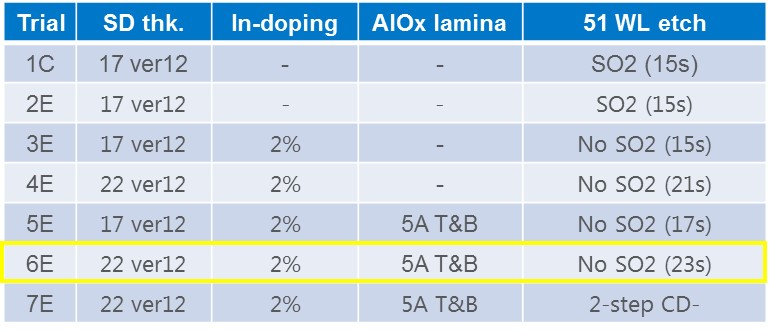 Trial SD thk. In-doping AlOx lamina 51 WL etch
1C 17 ver12 - - SO2 (15s)
2E 17 ver12 - - SO2 (15s)
3E 17 ver12 2% - No SO2 (15s)
4E 22 ver12 2% - No SO2 (21s)
5E 17 ver12 2% 5A T&B No SO2 (17s)
6E 22 ver12 2% 5A T&B No SO2 (23s)
7E 22 ver12 2% 5A T&B 2-step CD-